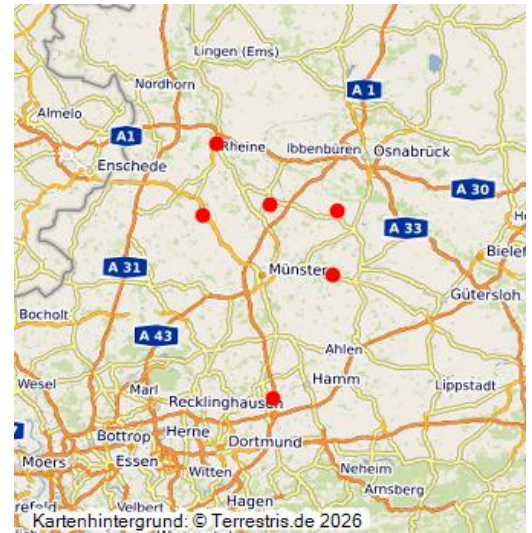 Lingen (Ems)
Nordhorn
A 1
Almelo
A1
Rheine
Ibbenbüren
Osnabrück
Enschede
A 30
A 33
Bielef
A 31
Münster
Gütersloh
Bocholt
A 43
Ahlen
Wesel
Marl
Hamm
Lippstadt
Recklinghausen
Bottrop
Herne
Dortmund
Moers
Essen
Witten
Neheim
Arnsberg
Hagen
Velbert
refeld
Kartenhintergrund: © Terrestris.de 2026